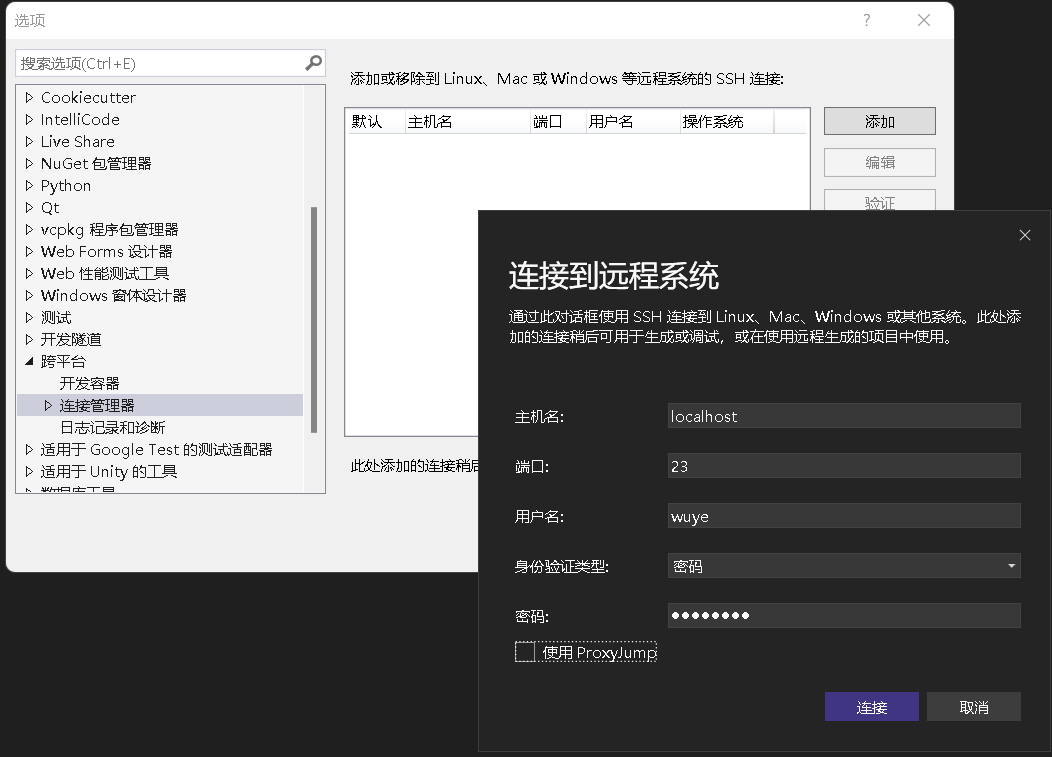 选项
?
搜索选项(Ctrl+E)
Cookiecutter
IntelliCode
Live Share
NuGet 包管理器
Python
Qt
vcpkg 程序包管理器
Web Forms 设计器
Web 性能测试工具
Windows 窗体设计器
测试
开发隧道
跨平台
开发容器
连接管理器
日志记录和诊断
适用于 Google Test 的测试适配器
适用于 Unity 的工具
数据库工具
添加或移除到 Linux、Mac 或 Windows 等远程系统的 SSH 连接:
默认 主机名 端口 用户名 操作系统
添加
编辑
验证
此处添加的连接稍后
连接到远程系统
通过此对话框使用 SSH 连接到 Linux、Mac、Windows 或其他系统。此处添
加的连接稍后可用于生成或调试，或在使用远程生成的项目中使用。
主机名: localhost
端口: 23
用户名: wuye
身份验证类型: 密码
密码: ●●●●●●●●
使用 ProxyJump
连接 取消